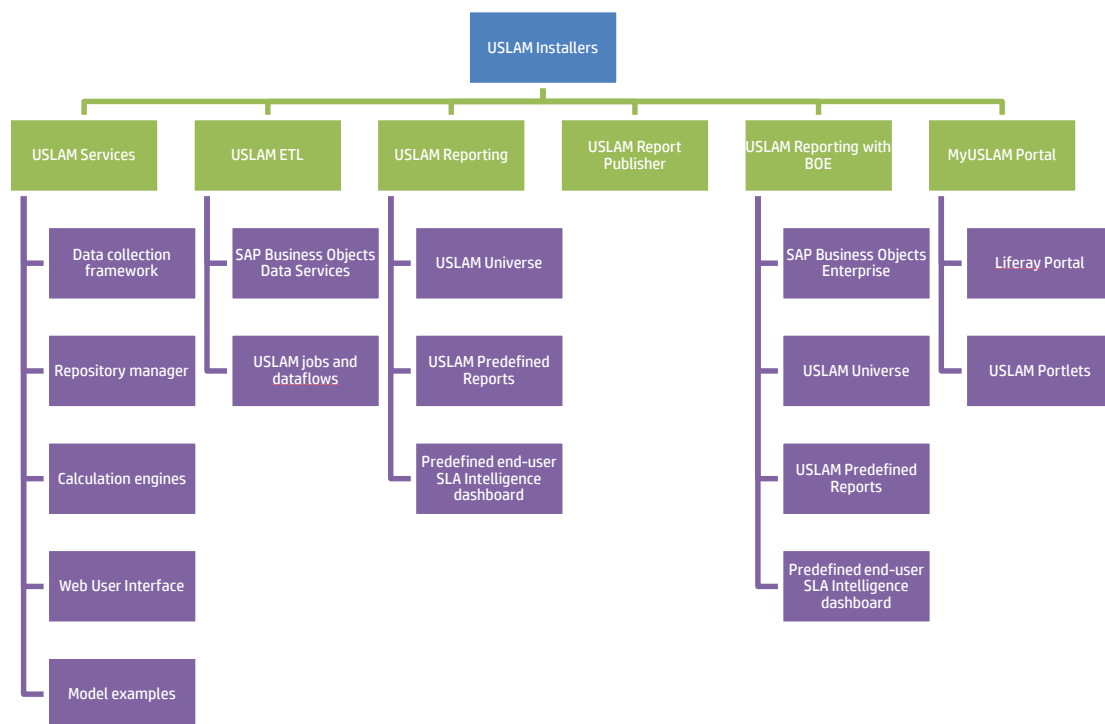 USLAM Installers
USLAM Services
USLAM ETL
USLAM Reporting
USLAM Report
Publisher
USLAM Reporting with
BOE
MyUSLAM Portal
Data collection
framework
Repository manager
Calculation engines
Web User Interface
Model examples
SAP Business Objects
Data Services
USLAM jobs and
dataflows
USLAM Universe
USLAM Predefined
Reports
Predefined end-user
SLA Intelligence
dashboard
SAP Business Objects
Enterprise
USLAM Universe
USLAM Predefined
Reports
Predefined end-user
SLA Intelligence
dashboard
Liferay Portal
USLAM Portlets